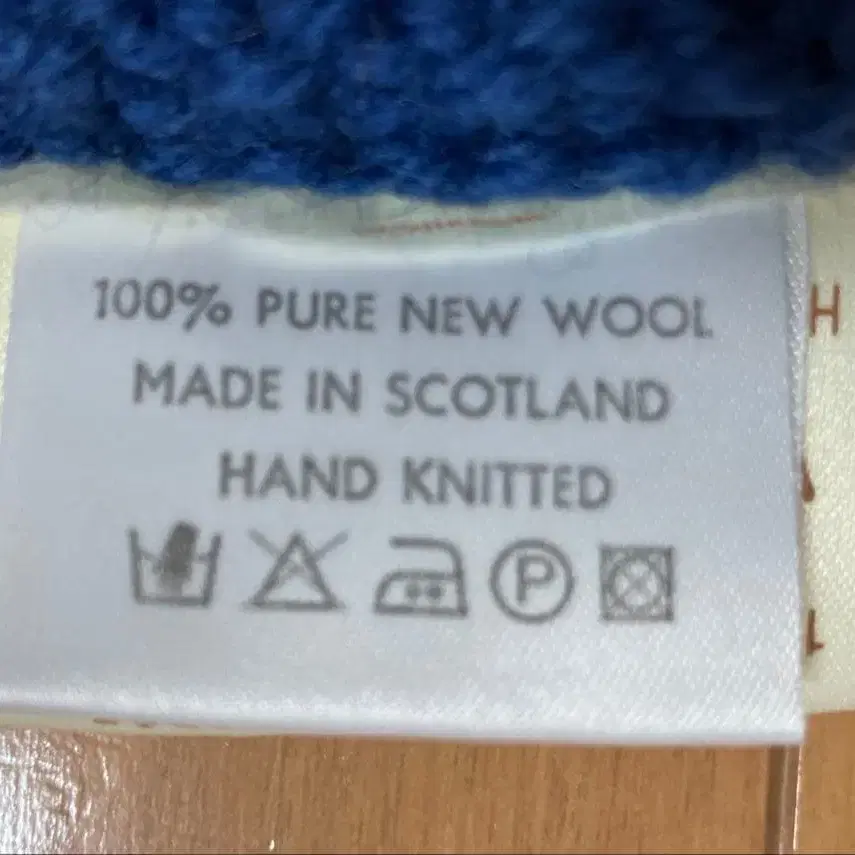 100% PURE NEW WOOL
MADE IN SCOTLAND
HAND KNITTED
P
H